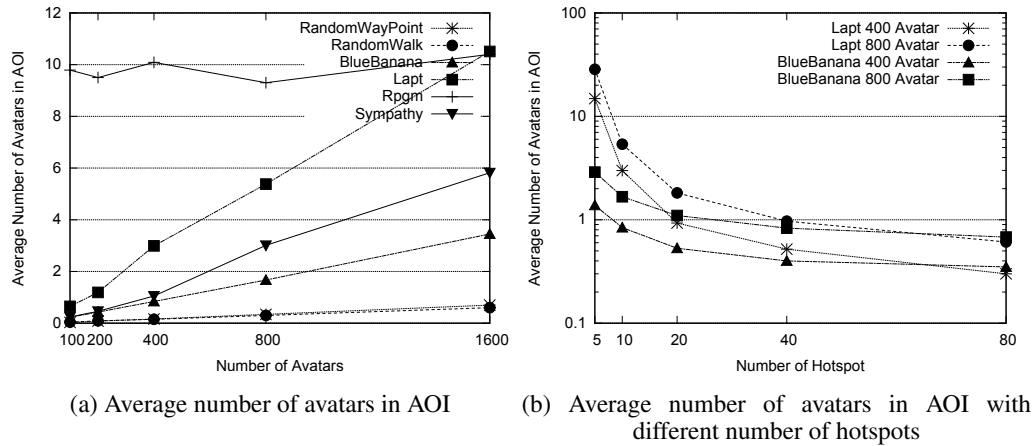 12
10
8
6
4
2
0
100 200 400 800 1600
Average Number of Avatars in AOI
Number of Avatars
RandomWayPoint
RandomWalk
BlueBanana
Lapt
Rpgm
Sympathy
(a) Average number of avatars in AOI
100
10
1
0.1
5 10 20 40 80
Average Number of Avatars in AOI
Number of Hotspot
Lapt 400 Avatar
Lapt 800 Avatar
BlueBanana 400 Avatar
BlueBanana 800 Avatar
(b) Average number of avatars in AOI with
different number of hotspots